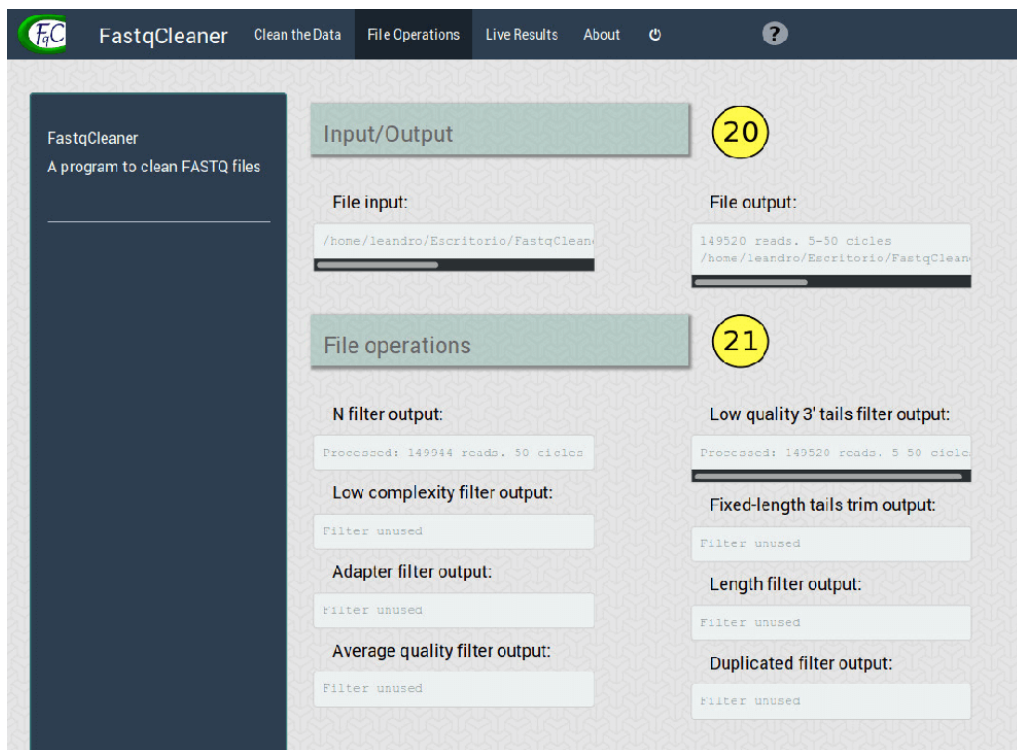 FqC FastqCleaner Clean the Data File Operations Live Results About ?
FastqCleaner
A program to clean FASTQ files
Input/Output 20
File input: File output:
/home/leandro/Escritorio/FastqClean 149520 reads. 5-50 cicles
/home/leandro/Escritorio/FastqClean
File operations 21
N filter output: Low quality 3' tails filter output:
Processed: 149944 reads. 50 cicles Processed: 149520 reads. 5 50 cicle
Low complexity filter output: Fixed-length tails trim output:
Filter unused Filter unused
Adapter filter output: Length filter output:
Filter unused Filter unused
Average quality filter output: Duplicated filter output:
Filter unused Filter unused